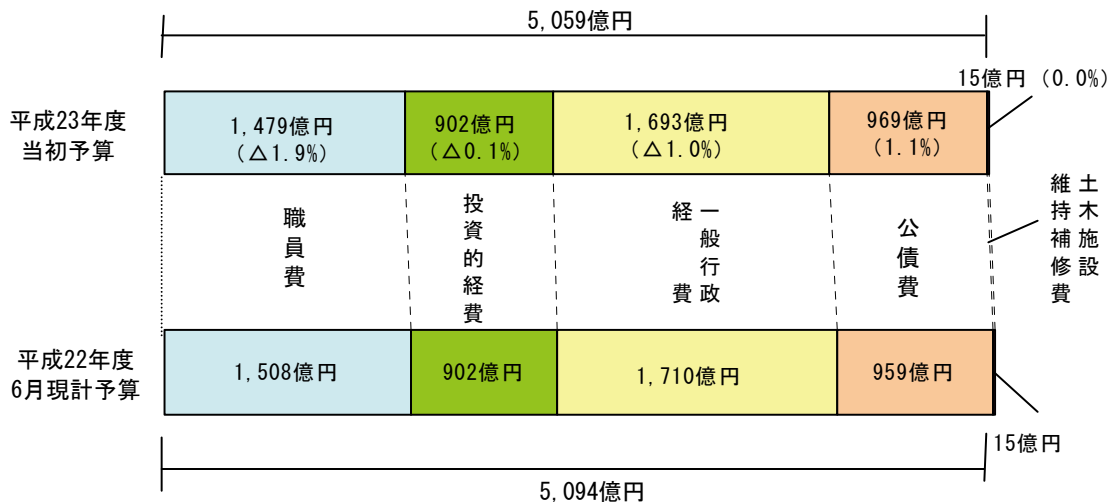 5,059億円
15億円（0.0%）
平成23年度
当初予算
1,479億円
（△1.9%）
902億円
（△0.1%）
1,693億円
（△1.0%）
969億円
（1.1%）
職員費
投資的経費
一般行政
経費
公債費
土木施設
維持補修費
平成22年度
6月現計予算
1,508億円
902億円
1,710億円
959億円
15億円
5,094億円